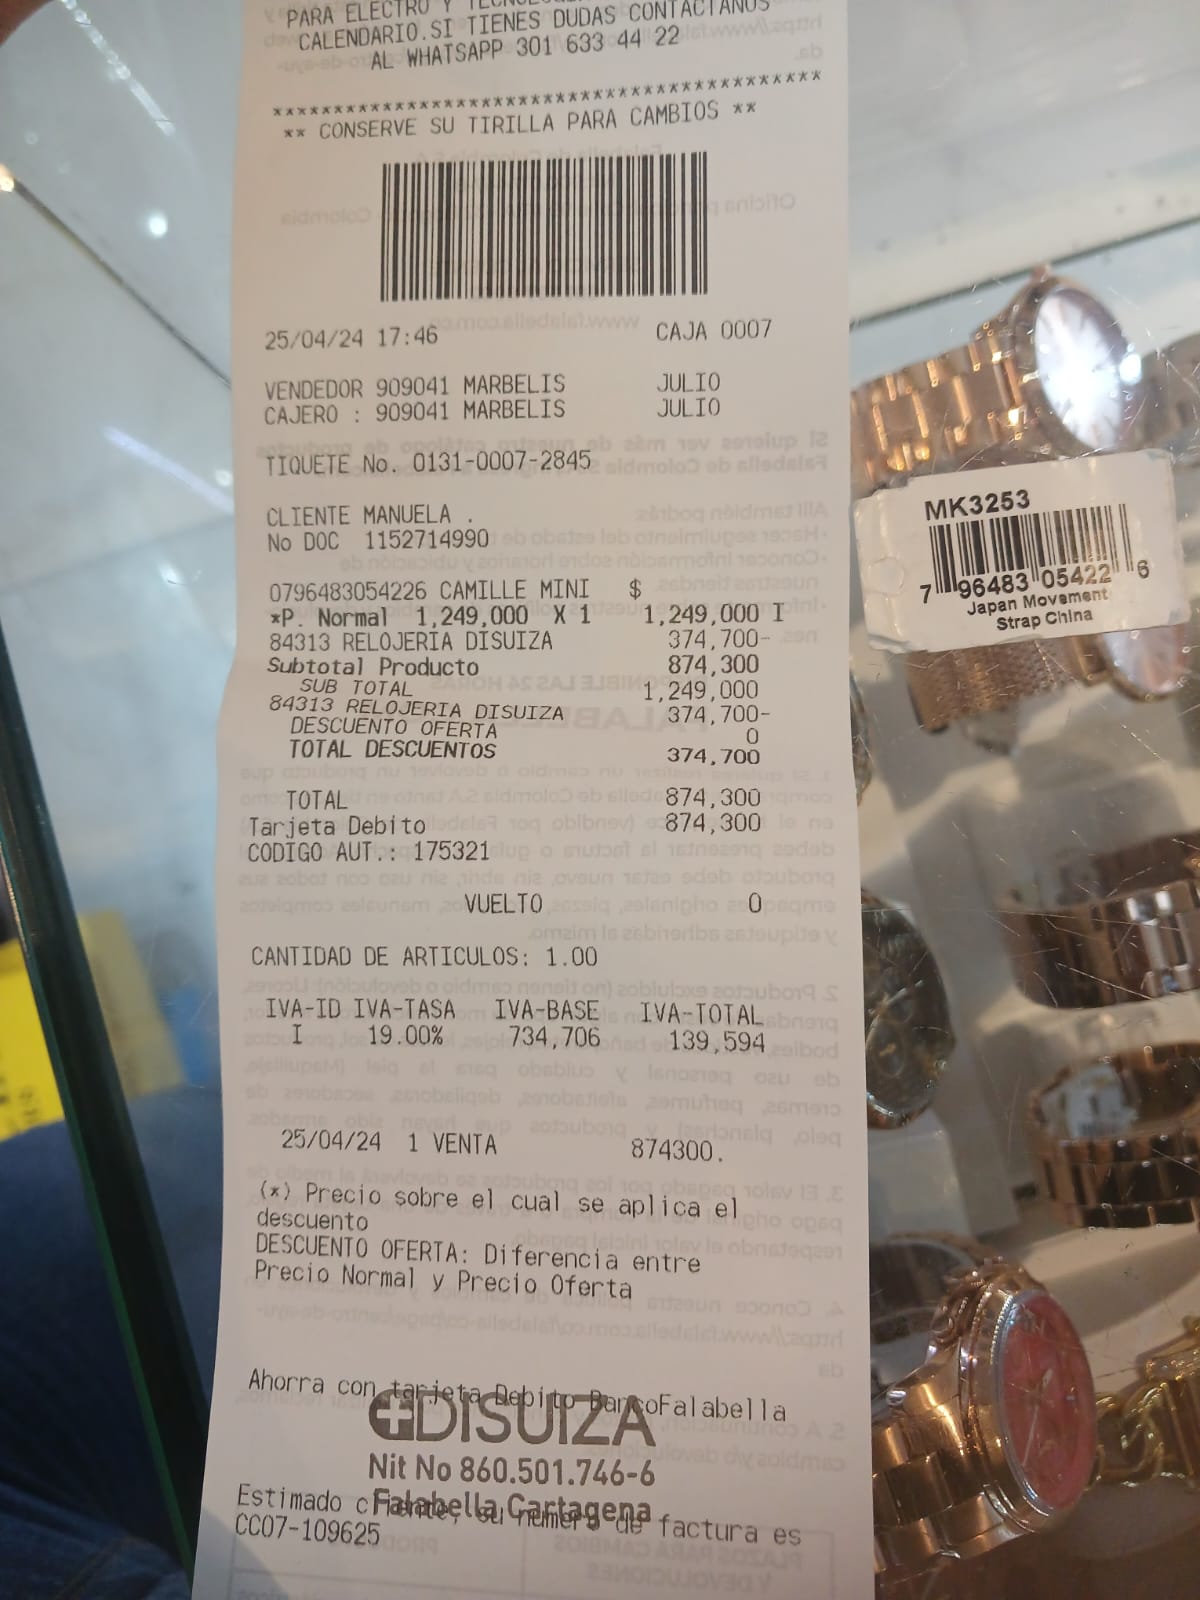 PARA ELECTRO Y
CALENDARIO.SI TIENES DUDAS CONTACTANOS
AL WHATSAPP 301 633 44 22
******************************************
** CONSERVE SU TIRILLA PARA CAMBIOS **
25/04/24 17:46 CAJA 0007
VENDEDOR 909041 MARBELIS JULIO
CAJERO : 909041 MARBELIS JULIO
TIQUETE No. 0131-0007-2845
CLIENTE MANUELA .
No DOC 1152714990
0796483054226 CAMILLE MINI $
*P. Normal 1,249,000 X 1 1,249,000 I
84313 RELOJERIA DISUIZA 374,700-
Subtotal Producto 874,300
SUB TOTAL 1,249,000
84313 RELOJERIA DISUIZA 374,700-
DESCUENTO OFERTA 0
TOTAL DESCUENTOS 374,700
TOTAL 874,300
Tarjeta Debito 874,300
CODIGO AUT.: 175321
VUELTO 0
CANTIDAD DE ARTICULOS: 1.00
IVA-ID IVA-TASA IVA-BASE IVA-TOTAL
I 19.00% 734,706 139,594
25/04/24 1 VENTA 874300.
(*) Precio sobre el cual se aplica el
descuento
DESCUENTO OFERTA: Diferencia entre
Precio Normal y Precio Oferta
Ahorra con tarjeta Debito BancoFalabella
DISUIZA
Nit No 860.501.746-6
Falabella Cartagena
Estimado cliente, su numero de factura es
CC07-109625
MK3253
7 96483 05422 6
Japan Movement
Strap China